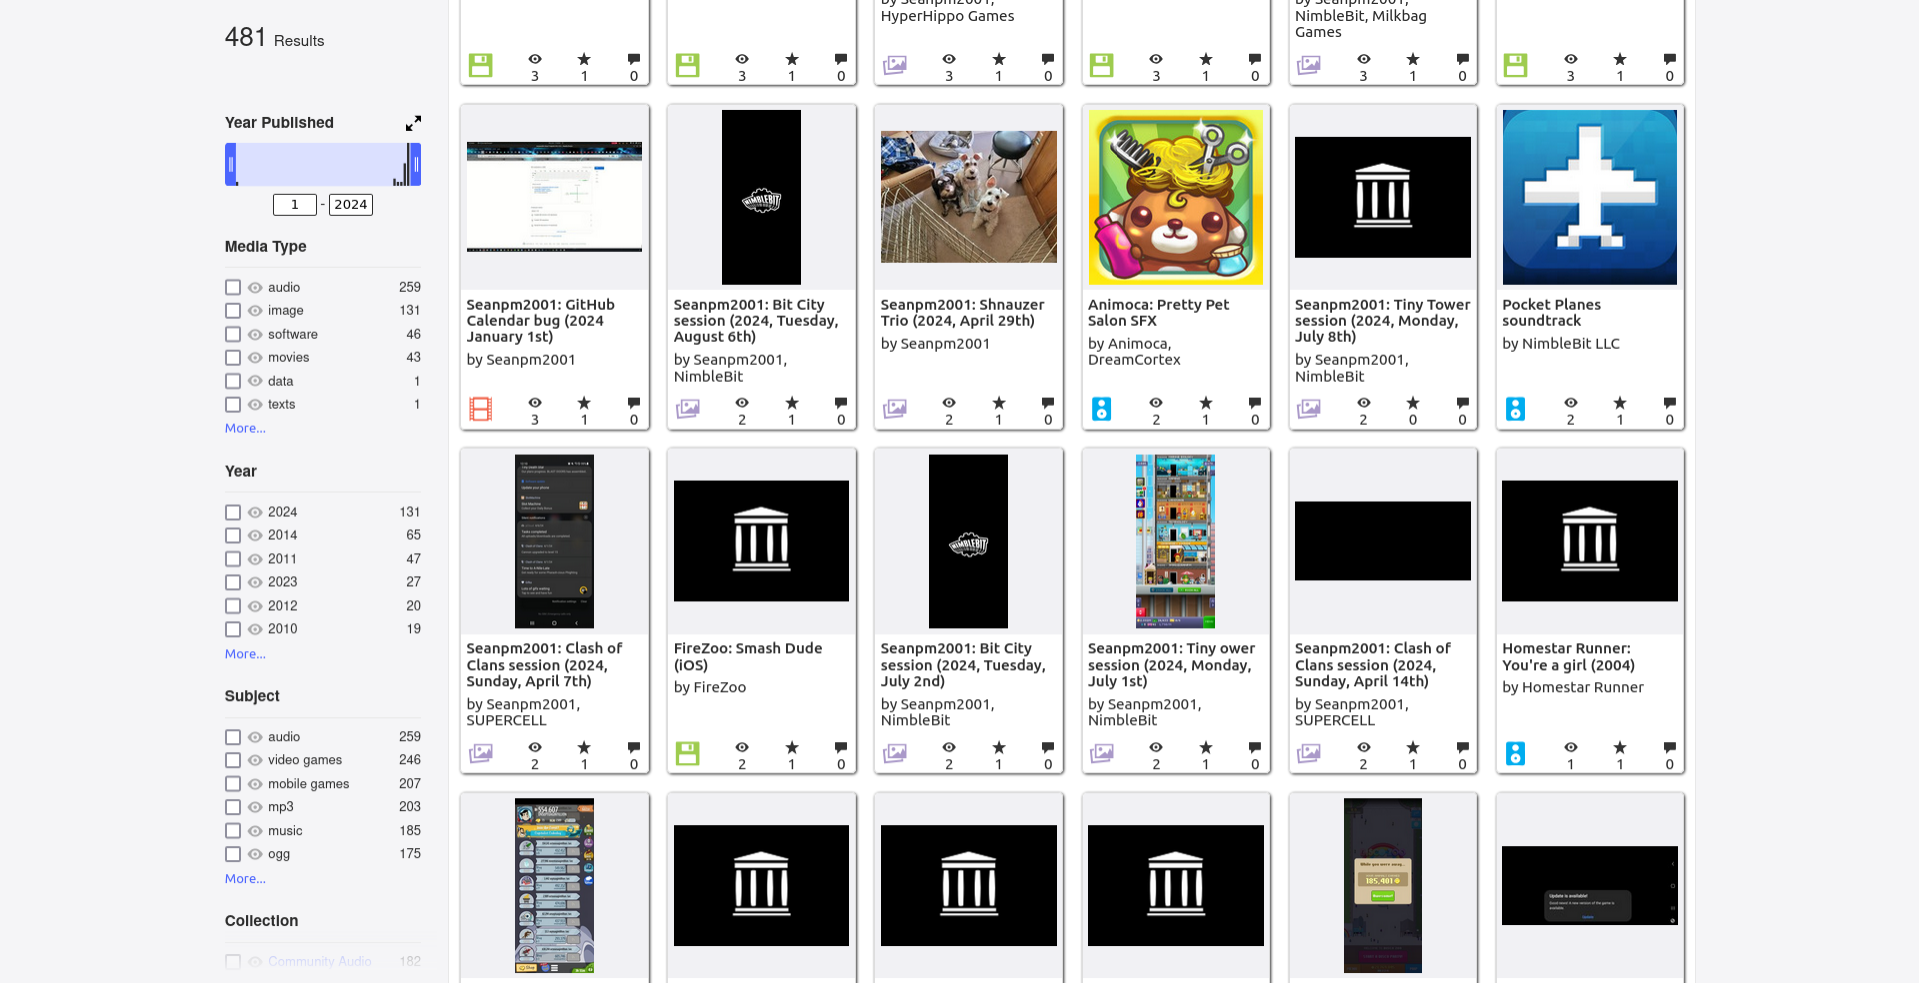 481 Results
Year Published
1 - 2024
Media Type
audio 259
image 131
software 46
movies 43
data 1
texts 1
More...
Year
2024 131
2014 65
2011 47
2023 27
2012 20
2010 19
More...
Subject
audio 259
video games 246
mobile games 207
mp3 203
music 185
ogg 175
More...
Collection
Community Audio 182
3 1 0
3 1 0
by Seanpm2001,
HyperHippo Games
3 1 0
3 1 0
by Seanpm2001,
NimbleBit, Milkbag
Games
3 1 0
3 1 0
Seanpm2001: GitHub
Calendar bug (2024
January 1st)
by Seanpm2001
3 1 0
NIMBLEBIT
Seanpm2001: Bit City
session (2024, Tuesday,
August 6th)
by Seanpm2001,
NimbleBit
2 1 0
Seanpm2001: Shnauzer
Trio (2024, April 29th)
by Seanpm2001
2 1 0
Animoca: Pretty Pet
Salon SFX
by Animoca,
DreamCortex
2 1 0
Seanpm2001: Tiny Tower
session (2024, Monday,
July 8th)
by Seanpm2001,
NimbleBit
2 0 0
Pocket Planes
soundtrack
by NimbleBit LLC
2 1 0
Seanpm2001: Clash of
Clans session (2024,
Sunday, April 7th)
by Seanpm2001,
SUPERCELL
2 1 0
FireZoo: Smash Dude
(iOS)
by FireZoo
2 1 0
NIMBLEBIT
Seanpm2001: Bit City
session (2024, Tuesday,
July 2nd)
by Seanpm2001,
NimbleBit
2 1 0
Seanpm2001: Tiny ower
session (2024, Monday,
July 1st)
by Seanpm2001,
NimbleBit
2 1 0
Seanpm2001: Clash of
Clans session (2024,
Sunday, April 14th)
by Seanpm2001,
SUPERCELL
2 1 0
Homestar Runner:
You're a girl (2004)
by Homestar Runner
1 1 0
While you were away...
185,401
Update is available!
Update